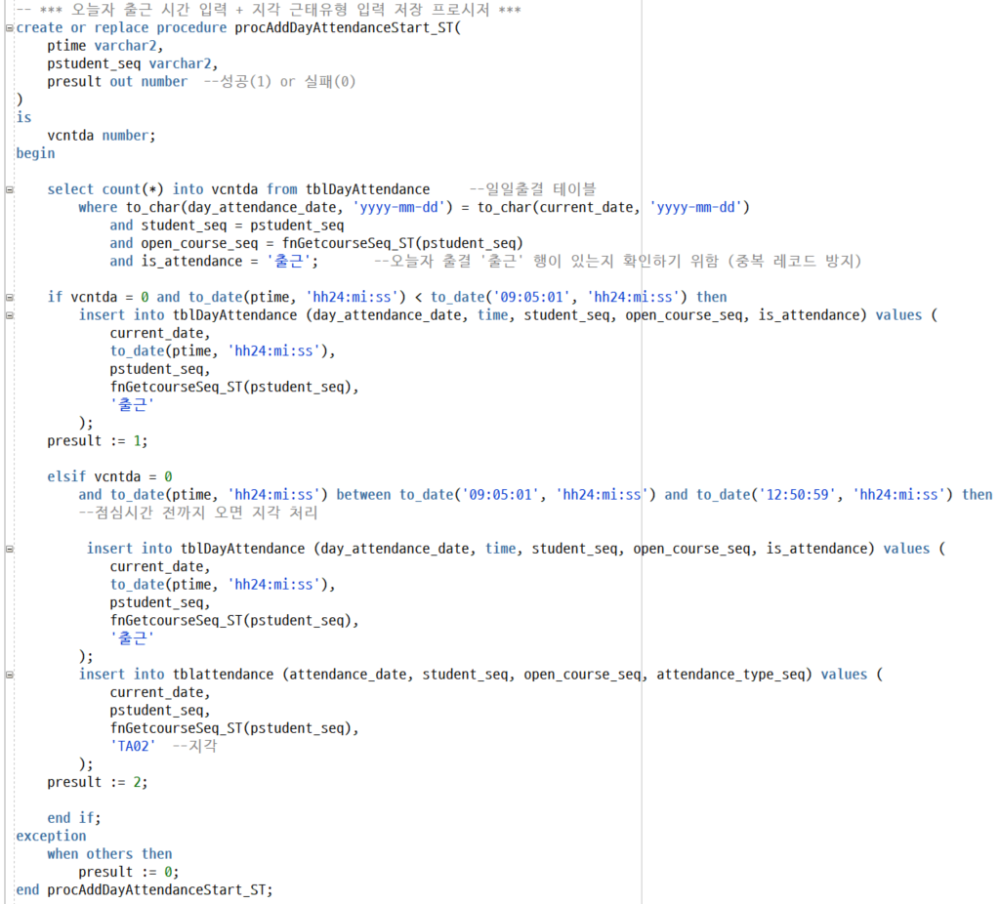 -- *** 오늘자 출근 시간 입력 + 지각 근태유형 입력 저장 프로시저 ***
create or replace procedure procAddDayAttendanceStart_ST(
    ptime varchar2,
    pstudent_seq varchar2,
    presult out number  --성공(1) or 실패(0)
)
is
    vcntda number;
begin
    select count(*) into vcntda from tblDayAttendance     --일일출결 테이블
        where to_char(day_attendance_date, 'yyyy-mm-dd') = to_char(current_date, 'yyyy-mm-dd')
            and student_seq = pstudent_seq
            and open_course_seq = fnGetcourseSeq_ST(pstudent_seq)
            and is_attendance = '출근';       --오늘자 출결 '출근' 행이 있는지 확인하기 위함 (중복 레코드 방지)
    if vcntda = 0 and to_date(ptime, 'hh24:mi:ss') < to_date('09:05:01', 'hh24:mi:ss') then
        insert into tblDayAttendance (day_attendance_date, time, student_seq, open_course_seq, is_attendance) values (
            current_date,
            to_date(ptime, 'hh24:mi:ss'),
            pstudent_seq,
            fnGetcourseSeq_ST(pstudent_seq),
            '출근'
        );
    presult := 1;
    elsif vcntda = 0
        and to_date(ptime, 'hh24:mi:ss') between to_date('09:05:01', 'hh24:mi:ss') and to_date('12:50:59', 'hh24:mi:ss') then
        --점심시간 전까지 오면 지각 처리
         insert into tblDayAttendance (day_attendance_date, time, student_seq, open_course_seq, is_attendance) values (
            current_date,
            to_date(ptime, 'hh24:mi:ss'),
            pstudent_seq,
            fnGetcourseSeq_ST(pstudent_seq),
            '출근'
        );
        insert into tblattendance (attendance_date, student_seq, open_course_seq, attendance_type_seq) values (
            current_date,
            pstudent_seq,
            fnGetcourseSeq_ST(pstudent_seq),
            'TA02'  --지각
        );
    presult := 2;
    end if;
exception
    when others then
        presult := 0;
end procAddDayAttendanceStart_ST;